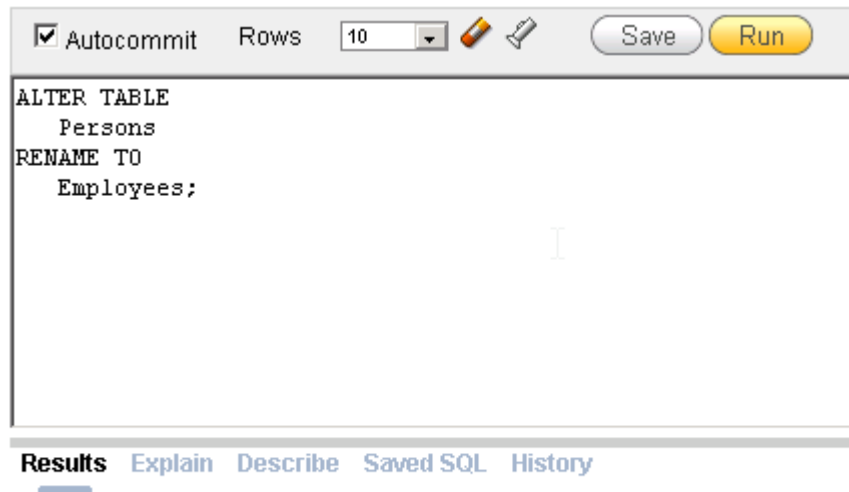 Autocommit Rows 10 Save Run
ALTER TABLE
Persons
RENAME TO
Employees;
Results Explain Describe Saved SQL History